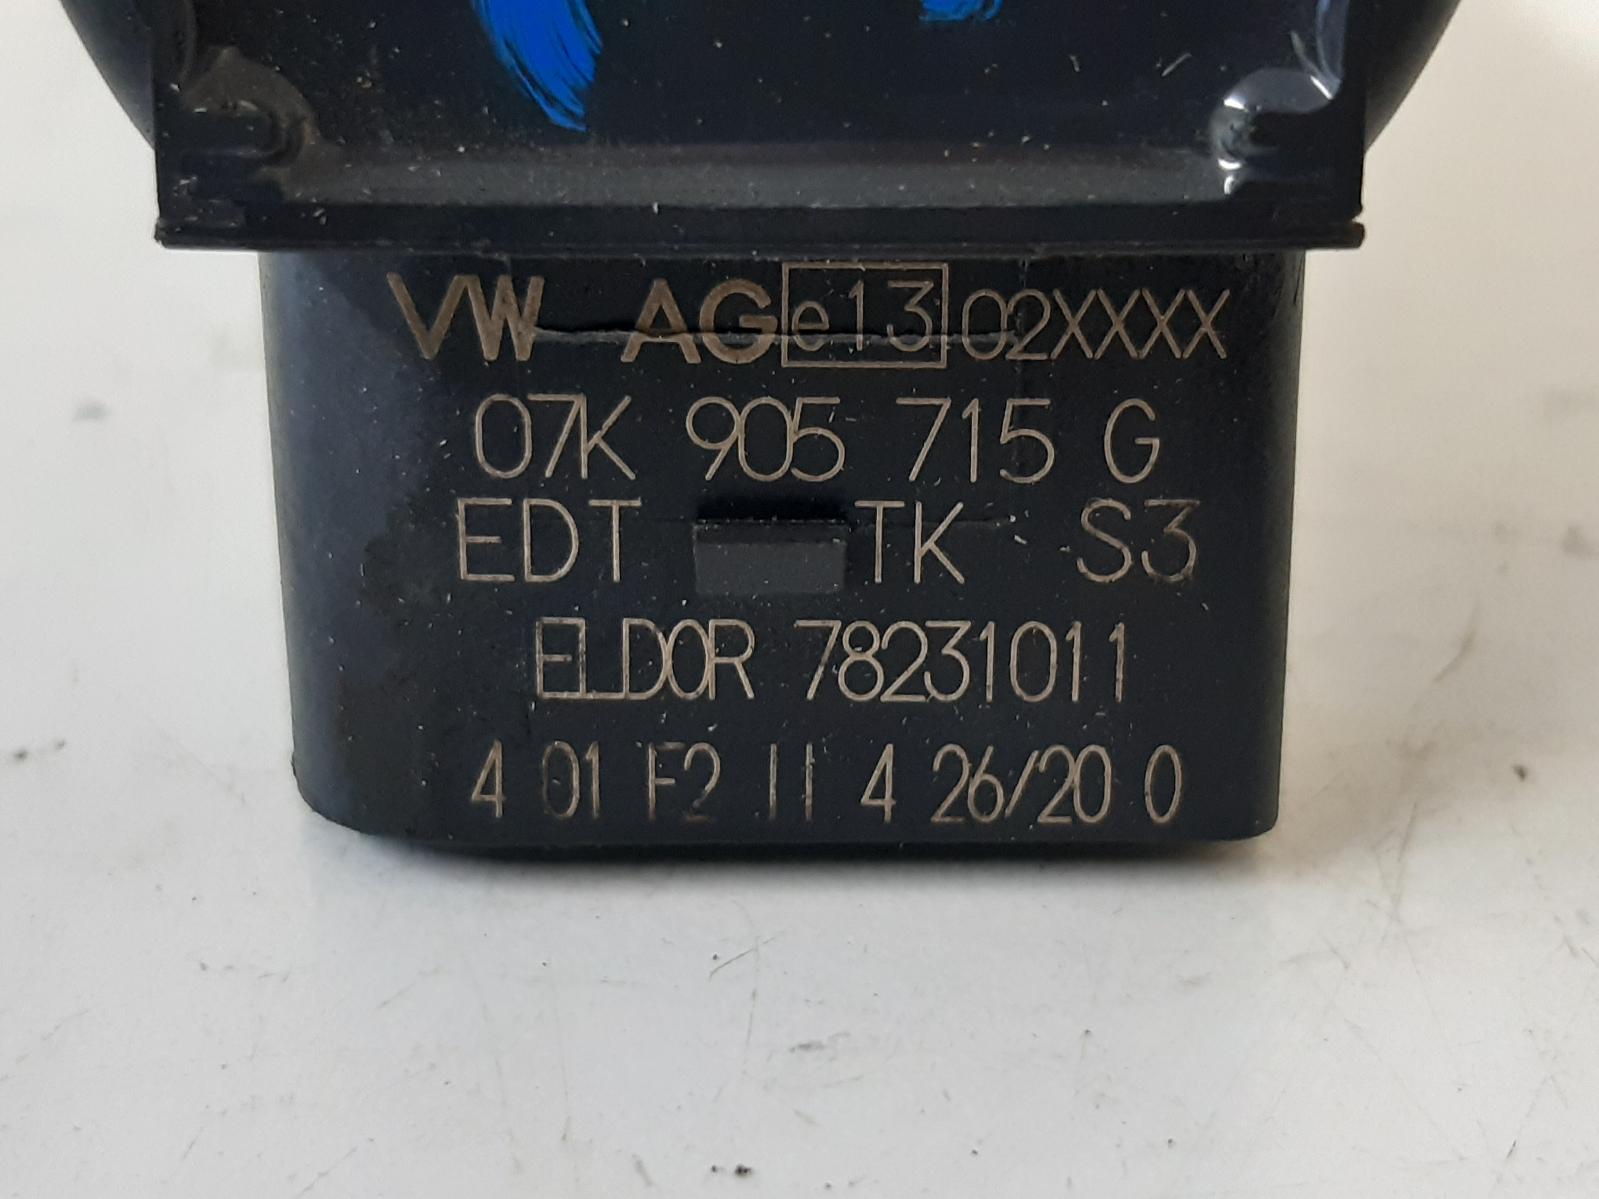 VW AG e13 02XXXX
07K 905 715 G
EDT TK S3
ELDOR 78231011
4 01 F2 II 4 26/20 0